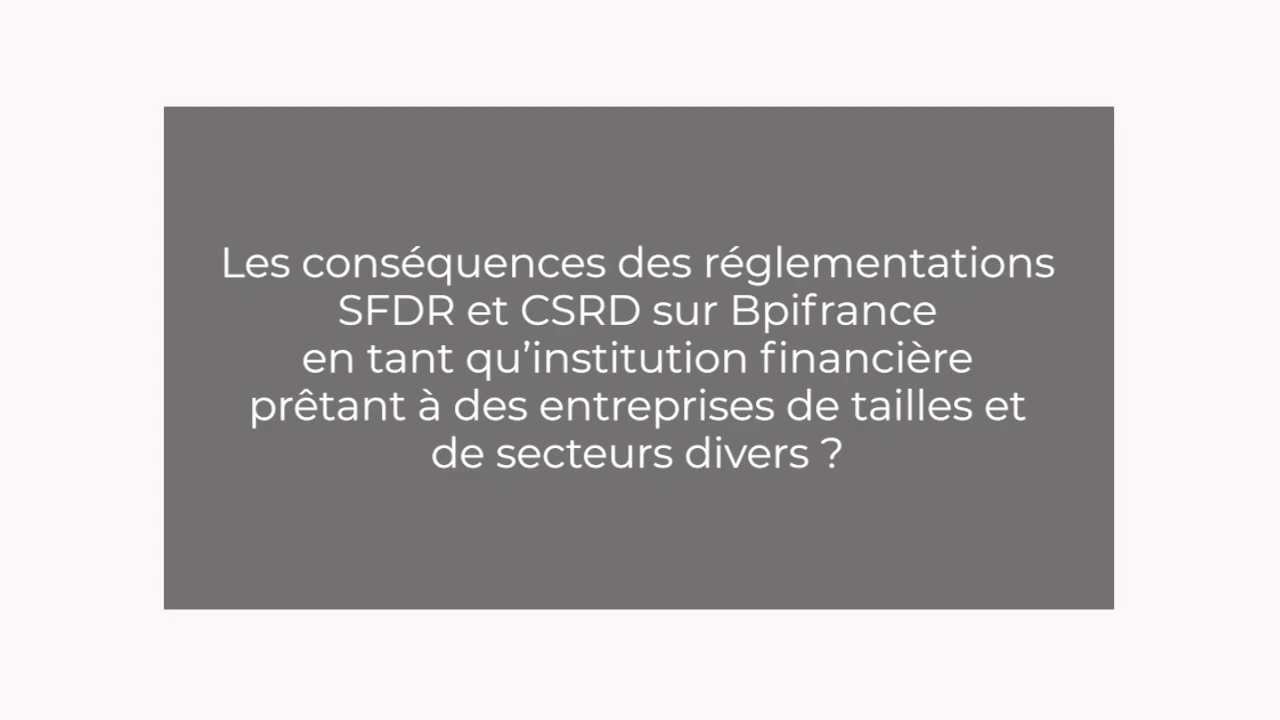 Les conséquences des réglementations
SFDR et CSRD sur Bpifrance
en tant qu’institution financière
prêtant à des entreprises de tailles et
de secteurs divers ?